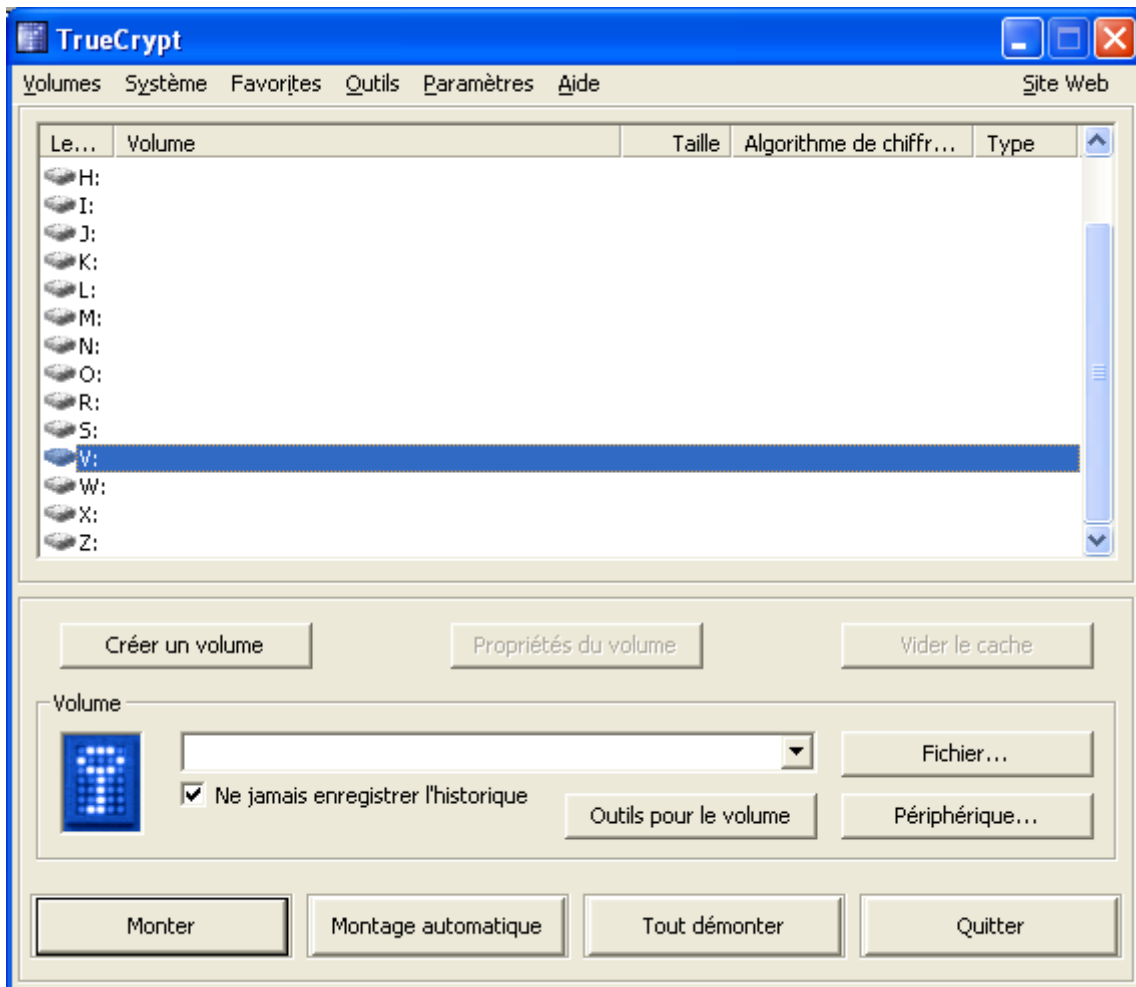 TrueCrypt
Volumes Système Favorites Outils Paramètres Aide Site Web
Le... Volume Taille Algorithme de chiffr... Type
H:
I:
J:
K:
L:
M:
N:
O:
R:
S:
V:
W:
X:
Z:
Créer un volume Propriétés du volume Vider le cache
Volume
Fichier...
Ne jamais enregistrer l'historique
Outils pour le volume Périphérique...
Monter Montage automatique Tout démonter Quitter